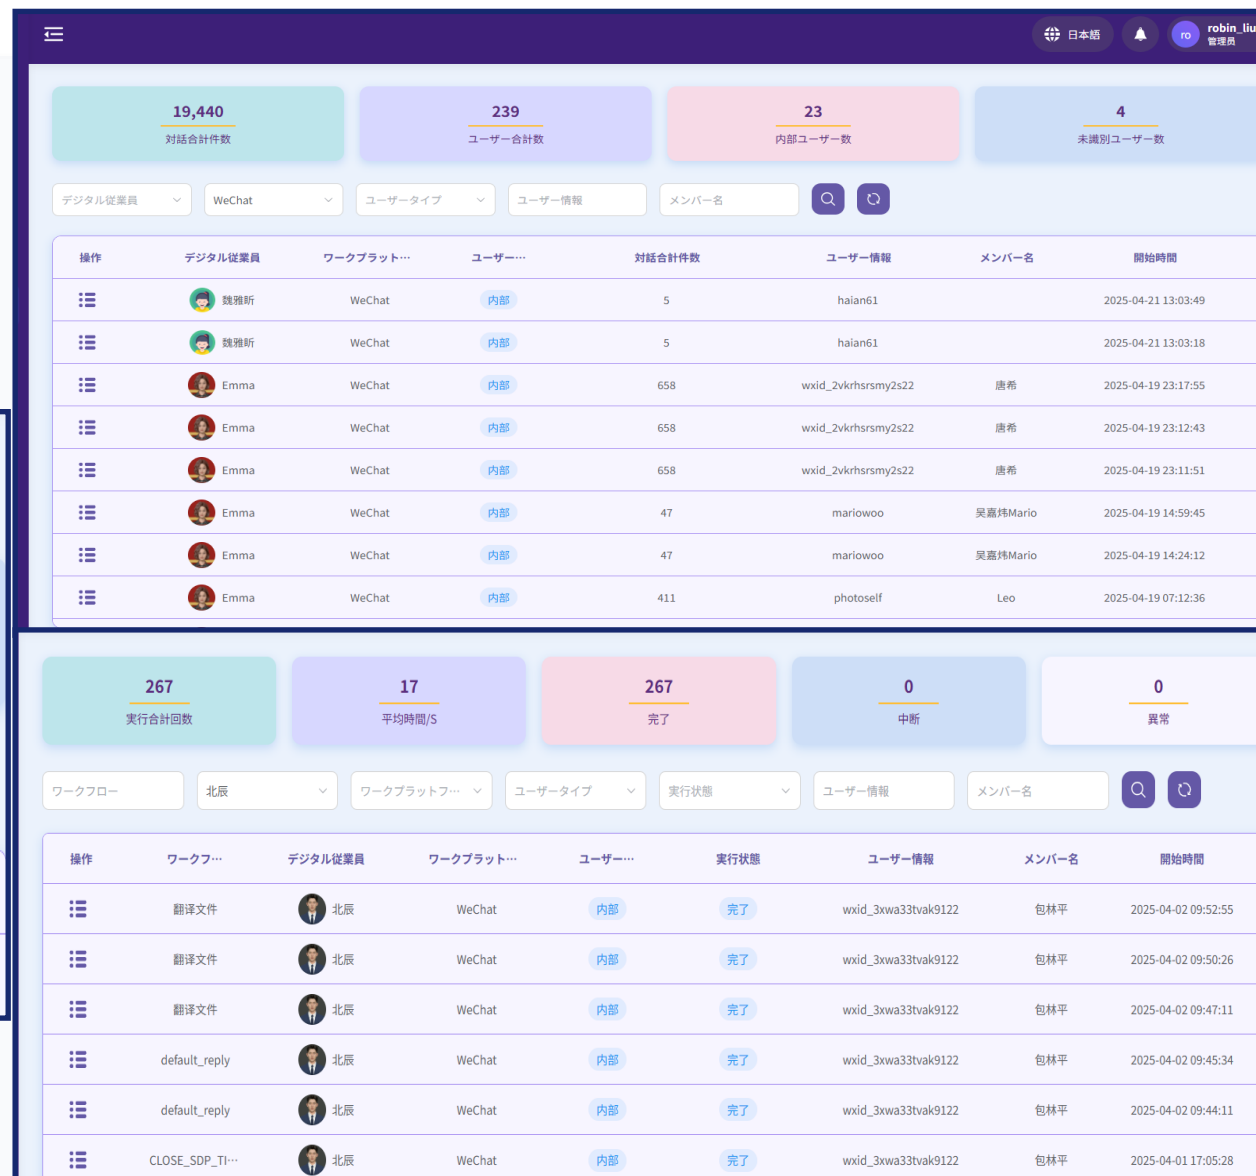 日本語
ro
robin_liu
管理员
19,440
対話合計件数
239
ユーザー合計数
23
内部ユーザー数
4
未識別ユーザー数
デジタル従業員 WeChat ユーザータイプ ユーザー情報 メンバー名
操作 デジタル従業員 ワークプラット… ユーザー… 対話合計件数 ユーザー情報 メンバー名 開始時間
魏雅昕 WeChat 内部 5 haian61 2025-04-21 13:03:49
魏雅昕 WeChat 内部 5 haian61 2025-04-21 13:03:18
Emma WeChat 内部 658 wxid_2vkrhsrsmy2s22 唐希 2025-04-19 23:17:55
Emma WeChat 内部 658 wxid_2vkrhsrsmy2s22 唐希 2025-04-19 23:12:43
Emma WeChat 内部 658 wxid_2vkrhsrsmy2s22 唐希 2025-04-19 23:11:51
Emma WeChat 内部 47 mariowoo 吴嘉炜Mario 2025-04-19 14:59:45
Emma WeChat 内部 47 mariowoo 吴嘉炜Mario 2025-04-19 14:24:12
Emma WeChat 内部 411 photoself Leo 2025-04-19 07:12:36
267
実行合計回数
17
平均時間/S
267
完了
0
中断
0
異常
ワークフロー 北辰 ワークプラットフ… ユーザータイプ 実行状態 ユーザー情報 メンバー名
操作 ワークフ… デジタル従業員 ワークプラット… ユーザー… 実行状態 ユーザー情報 メンバー名 開始時間
翻译文件 北辰 WeChat 内部 完了 wxid_3xwa33tvak9122 包林平 2025-04-02 09:52:55
翻译文件 北辰 WeChat 内部 完了 wxid_3xwa33tvak9122 包林平 2025-04-02 09:50:26
翻译文件 北辰 WeChat 内部 完了 wxid_3xwa33tvak9122 包林平 2025-04-02 09:47:11
default_reply 北辰 WeChat 内部 完了 wxid_3xwa33tvak9122 包林平 2025-04-02 09:45:34
default_reply 北辰 WeChat 内部 完了 wxid_3xwa33tvak9122 包林平 2025-04-02 09:44:11
CLOSE_SDP_TI… 北辰 WeChat 内部 完了 wxid_3xwa33tvak9122 包林平 2025-04-01 17:05:28